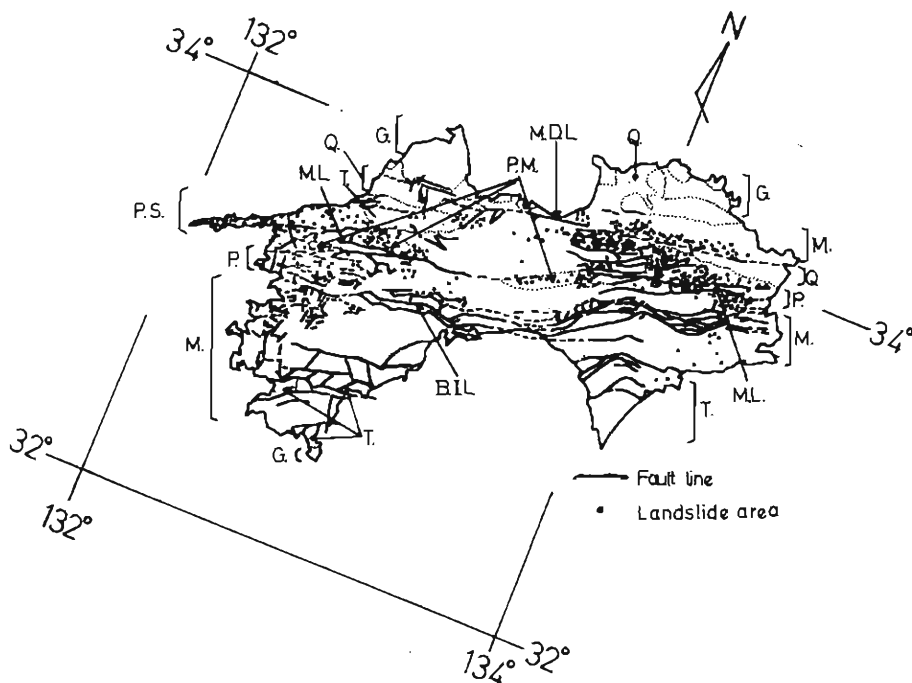 N
132°
34°
G.
M.D.L
Q.
Q.
P.M.
M.L
T.
G.
P.S.
M.
P.
Q
P.
M.
M.
34°
B.I.L
M.L.
T.
T.
G.
32°
Fault line
132°
Landslide area
32°
134°